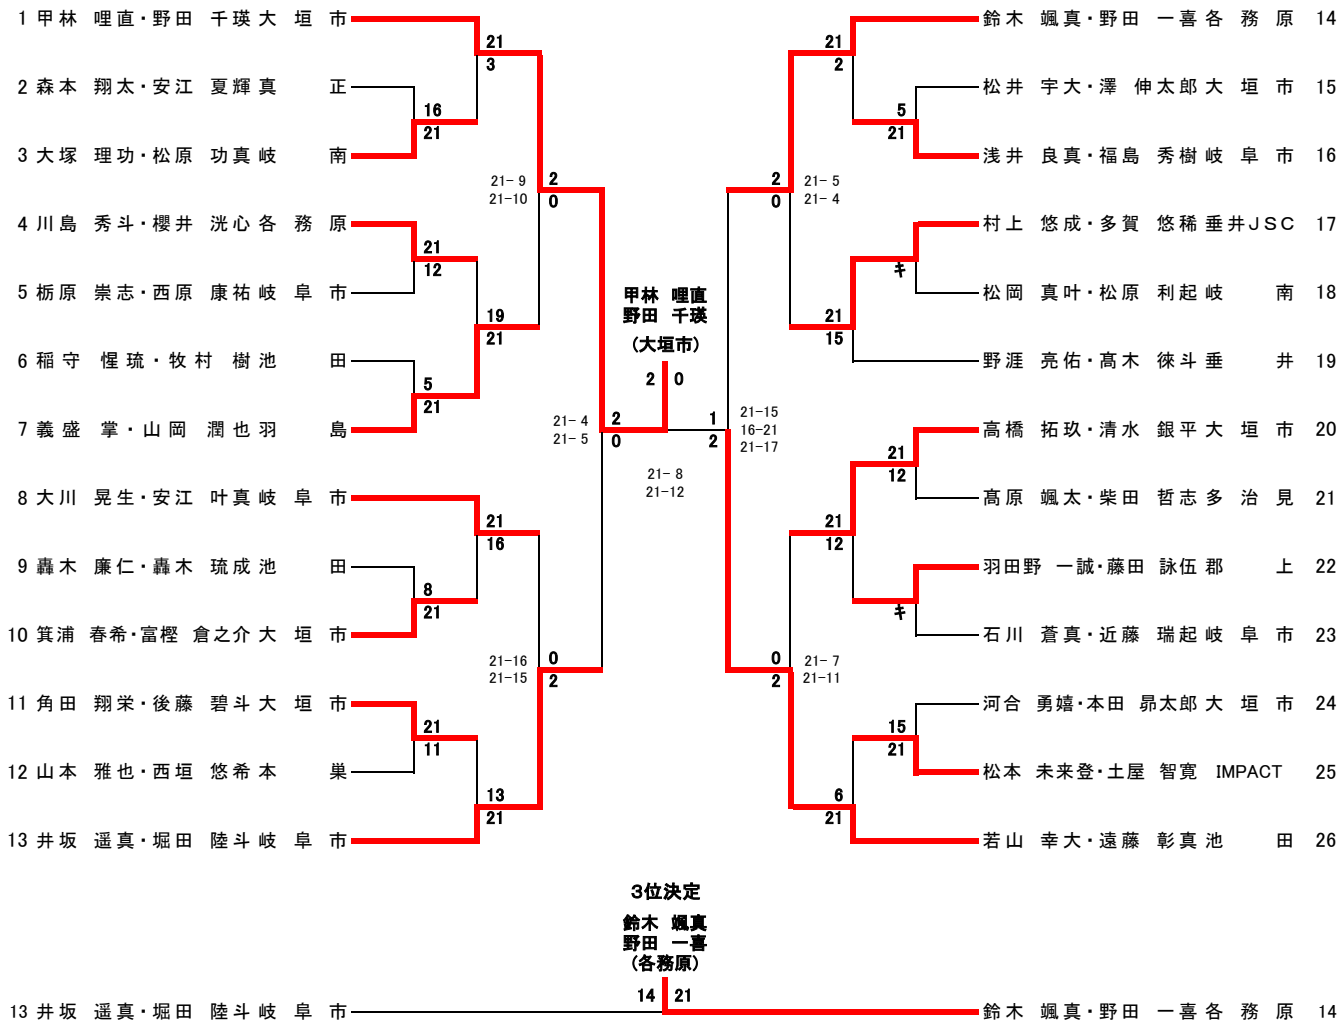 1 甲林 哩直・野田 千瑛 大垣市
2 森本 翔太・安江 夏輝 真正
3 大塚 理功・松原 功真 岐南
4 川島 秀斗・櫻井 洸心 各務原
5 栃原 崇志・西原 康祐 岐阜市
6 稲守 惺琉・牧村 樹 池田
7 義盛 掌・山岡 潤也 羽島
8 大川 晃生・安江 叶真 岐阜市
9 轟木 廉仁・轟木 琉成 池田
10 箕浦 春希・富樫 倉之介 大垣市
11 角田 翔栄・後藤 碧斗 大垣市
12 山本 雅也・西垣 悠希 本巣
13 井坂 遥真・堀田 陸斗 岐阜市
21
3
16
21
21
12
19
21
5
21
21
16
8
21
21
11
13
21
21-9
21-10
2
0
21-16
21-15
0
2
21-4
21-5
2
0
甲林 哩直
野田 千瑛
(大垣市)
2 0
21-8
21-12
1
2
21-15
16-21
21-17
2
0
21-5
21-4
0
2
21-7
21-11
21
2
5
21
キ
21
15
21
12
21
12
キ
15
21
6
21
鈴木 颯真・野田 一喜 各務原 14
松井 宇大・澤 伸太郎 大垣市 15
浅井 良真・福島 秀樹 岐阜市 16
村上 悠成・多賀 悠稀 垂井JSC 17
松岡 真叶・松原 利起 岐南 18
野涯 亮佑・髙木 徠斗 垂井 19
高橋 拓玖・清水 銀平 大垣市 20
髙原 颯太・柴田 哲志 多治見 21
羽田野 一誠・藤田 詠伍 郡上 22
石川 蒼真・近藤 瑞起 岐阜市 23
河合 勇嬉・本田 昴太郎 大垣市 24
松本 未来登・土屋 智寛 IMPACT 25
若山 幸大・遠藤 彰真 池田 26
3位決定
鈴木 颯真
野田 一喜
(各務原)
14 21
13 井坂 遥真・堀田 陸斗 岐阜市
鈴木 颯真・野田 一喜 各務原 14